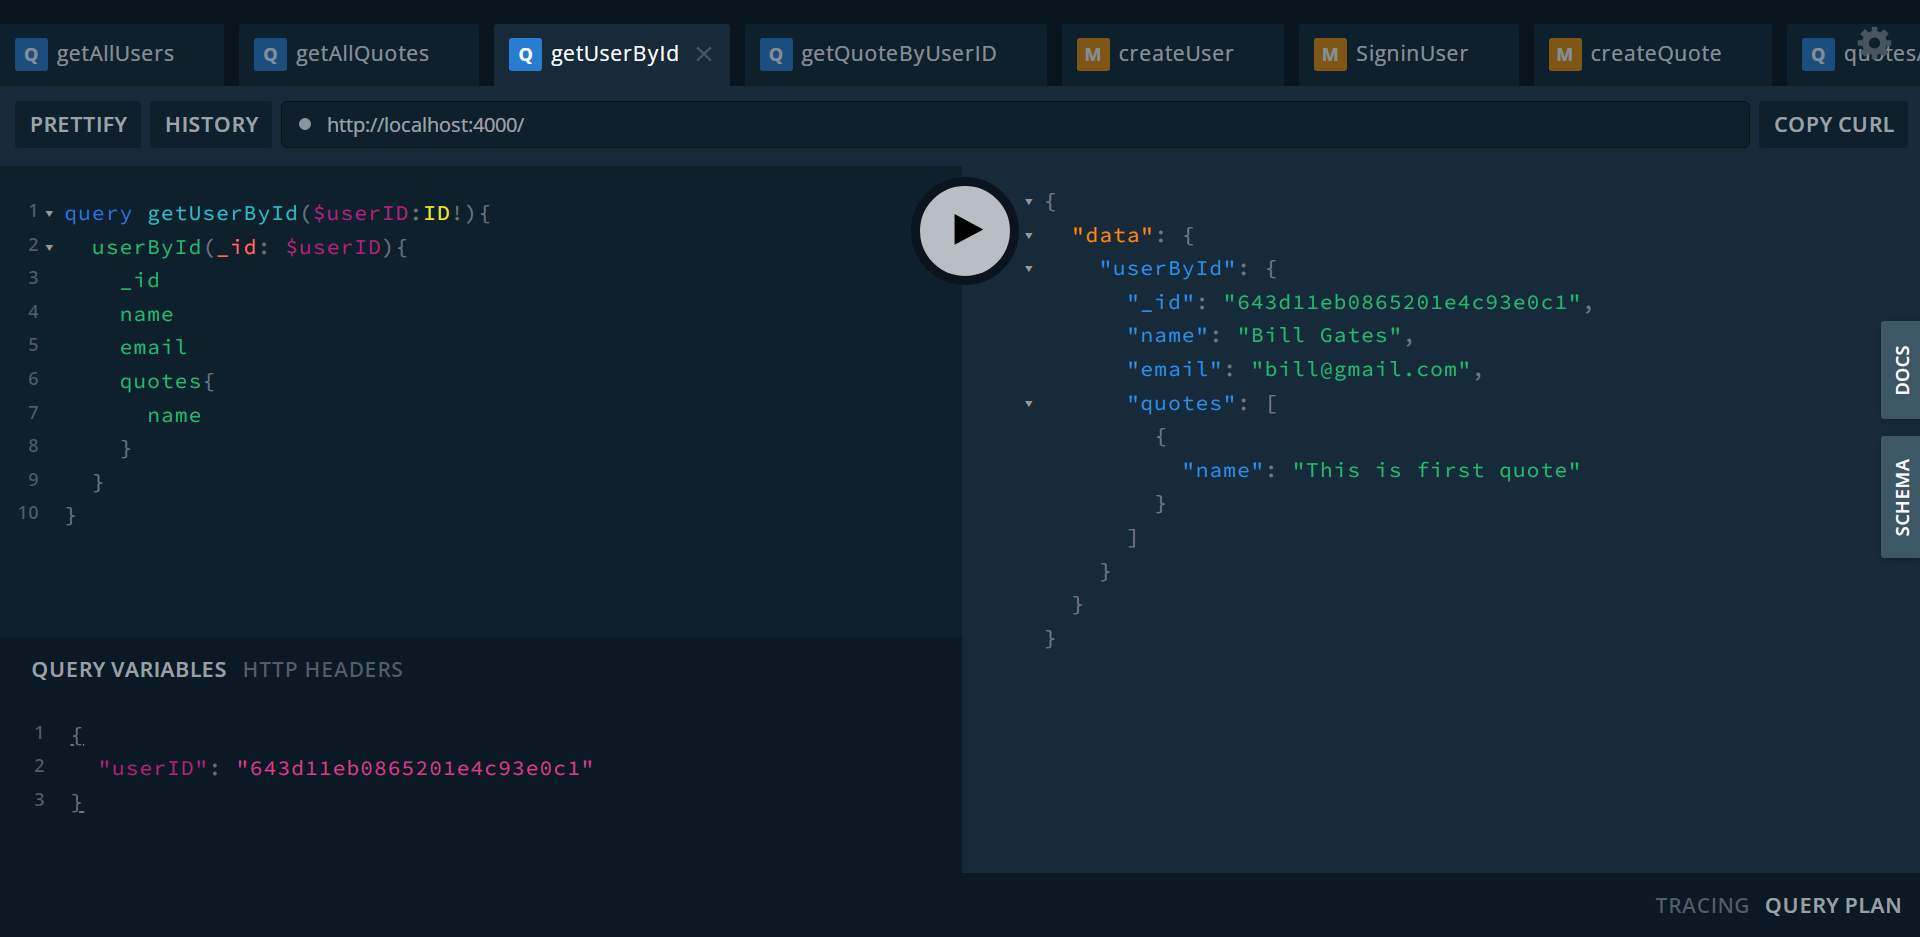 Q getAllUsers Q getAllQuotes Q getUserById Q getQuoteByUserID M createUser M SigninUser M createQuote Q quotes
PRETTIFY HISTORY http://localhost:4000/ COPY CURL
1 query getUserById($userID:ID!){
2 userById(_id: $userID){
3 _id
4 name
5 email
6 quotes{
7 name
8 }
9 }
10 }
QUERY VARIABLES HTTP HEADERS
1 {
2 "userID": "643d11eb0865201e4c93e0c1"
3 }
{
"data": {
"userById": {
"_id": "643d11eb0865201e4c93e0c1",
"name": "Bill Gates",
"email": "bill@gmail.com",
"quotes": [
{
"name": "This is first quote"
}
]
}
}
}
DOCS
SCHEMA
TRACING QUERY PLAN